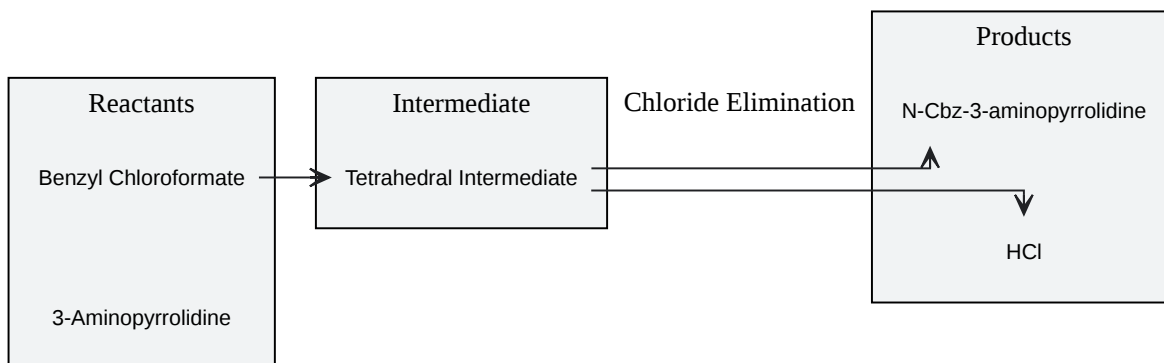 Reactants
Benzyl Chloroformate
3-Aminopyrrolidine
Intermediate
Tetrahedral Intermediate
Chloride Elimination
Products
N-Cbz-3-aminopyrrolidine
HCl